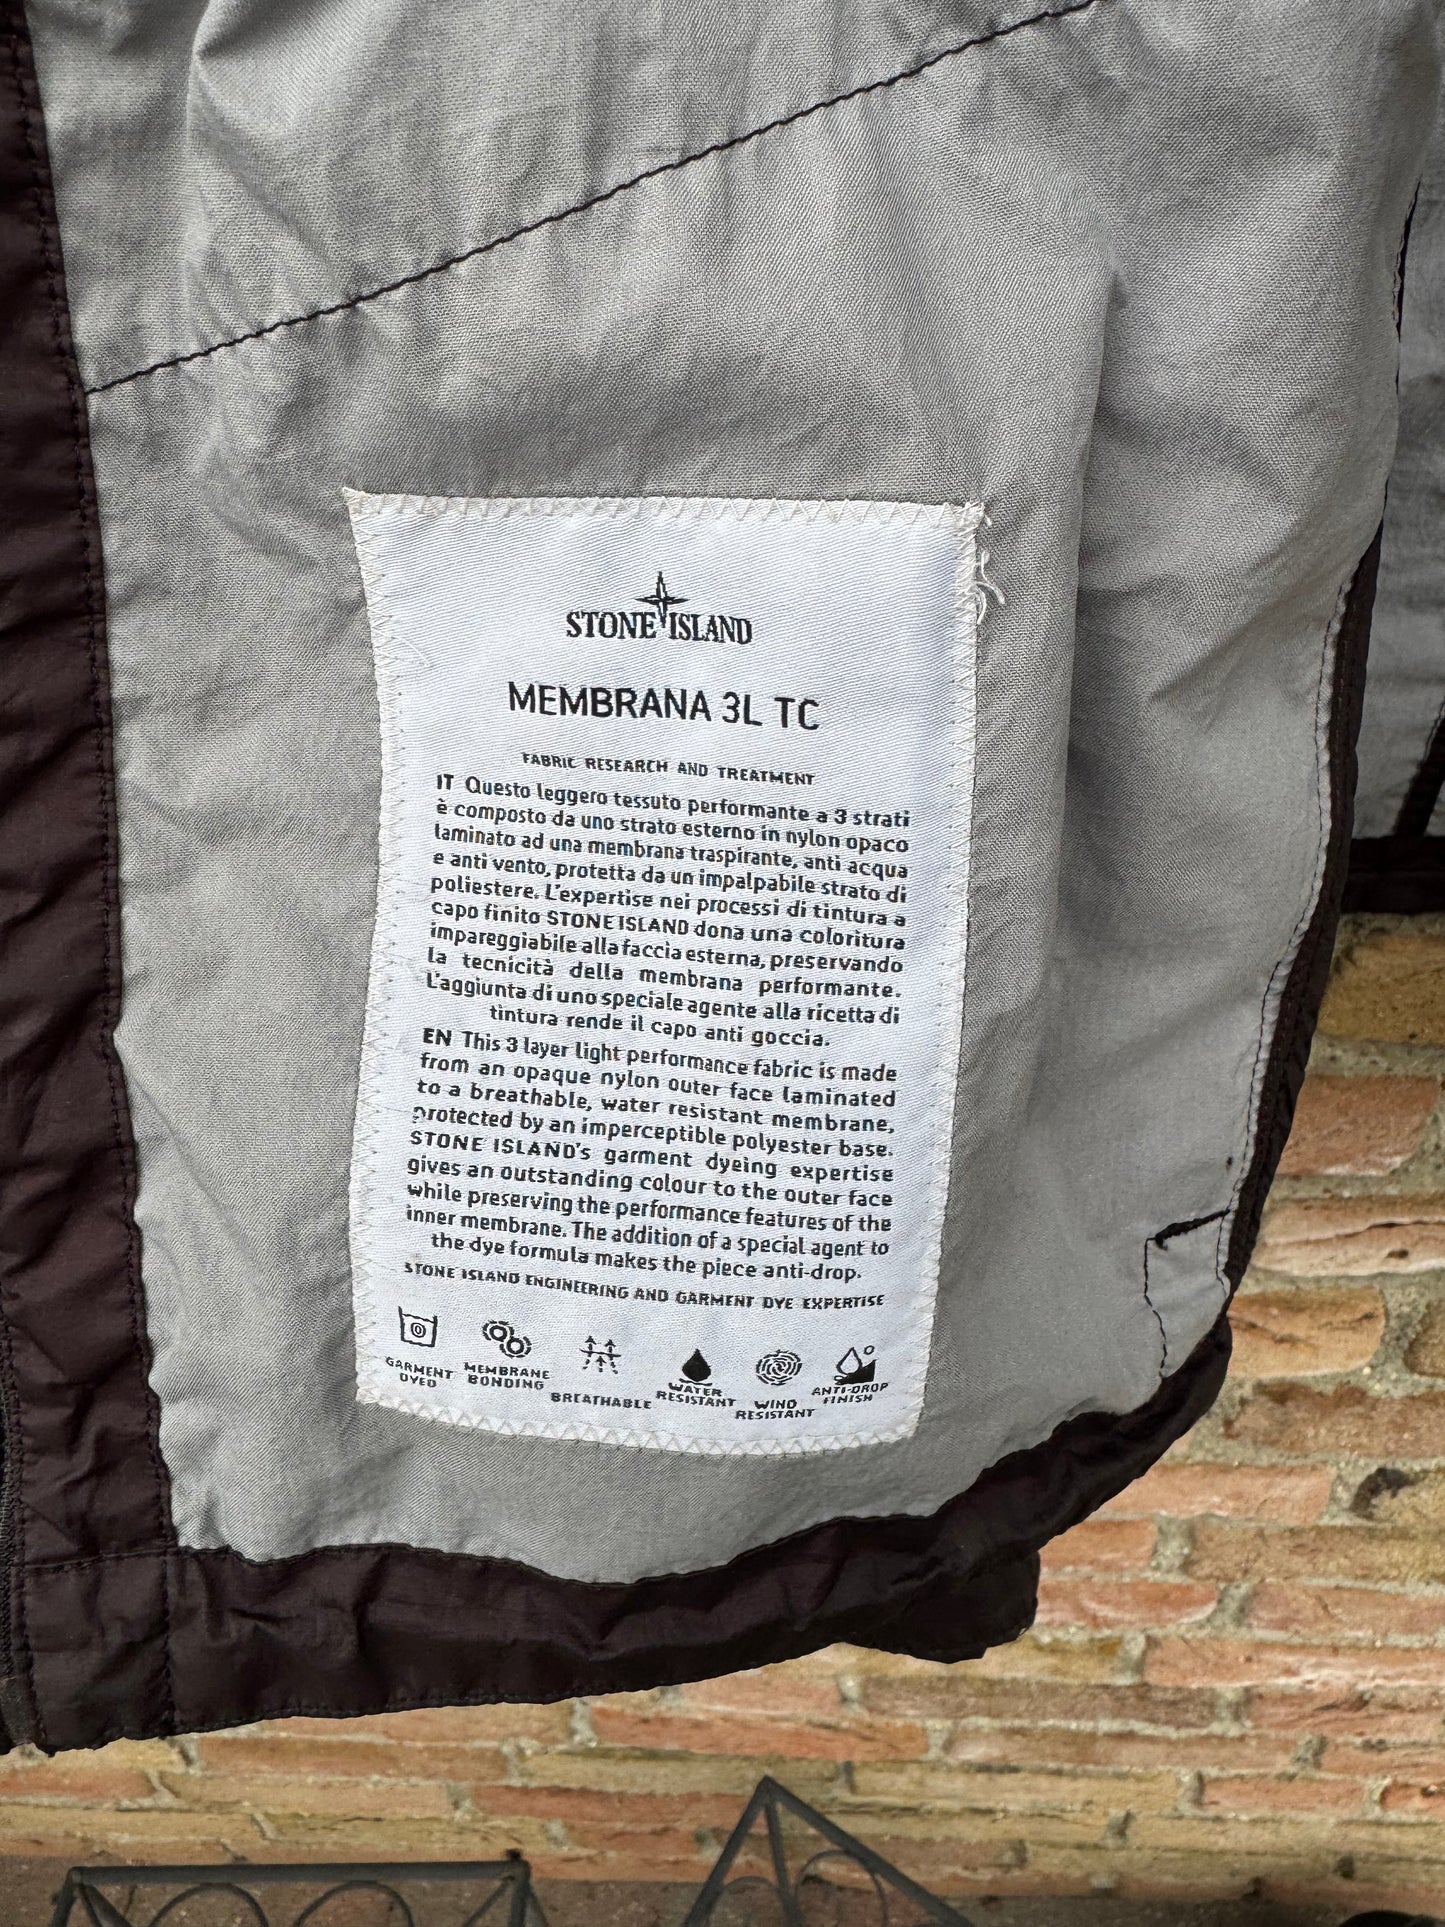 STONE ISLAND
MEMBRANA 3L TC
FABRIC RESEARCH AND TREATMENT
IT Questo leggero tessuto performante a 3 strati
è composto da uno strato esterno in nylon opaco
laminato ad una membrana traspirante, anti acqua
e anti vento, protetta da un impalpabile strato di
poliestere. L'expertise nei processi di tintura a
capo finito STONE ISLAND dona una coloritura
impareggiabile alla faccia esterna, preservando
la tecnicità della membrana performante.
L'aggiunta di uno speciale agente alla ricetta di
tintura rende il capo anti goccia.
EN This 3 layer light performance fabric is made
from an opaque nylon outer face laminated
to a breathable, water resistant membrane,
protected by an imperceptible polyester base.
STONE ISLAND's garment dyeing expertise
gives an outstanding colour to the outer face
while preserving the performance features of the
inner membrane. The addition of a special agent to
the dye formula makes the piece anti-drop.
STONE ISLAND ENGINEERING AND GARMENT DYE EXPERTISE
GARMENT
DYED
MEMBRANE
BONDING
BREATHABLE
WATER
RESISTANT
WIND
RESISTANT
ANTI-DROP
FINISH